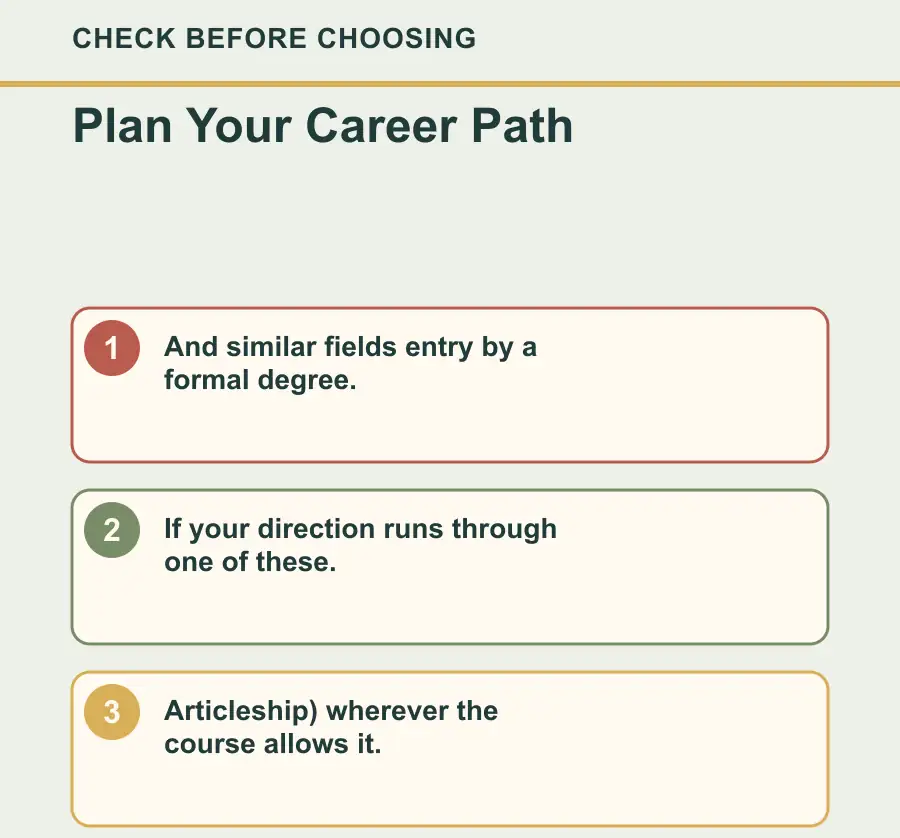 CHECK BEFORE CHOOSING
Plan Your Career Path
1
And similar fields entry by a
formal degree.
2
If your direction runs through
one of these.
3
Articleship) wherever the
course allows it.